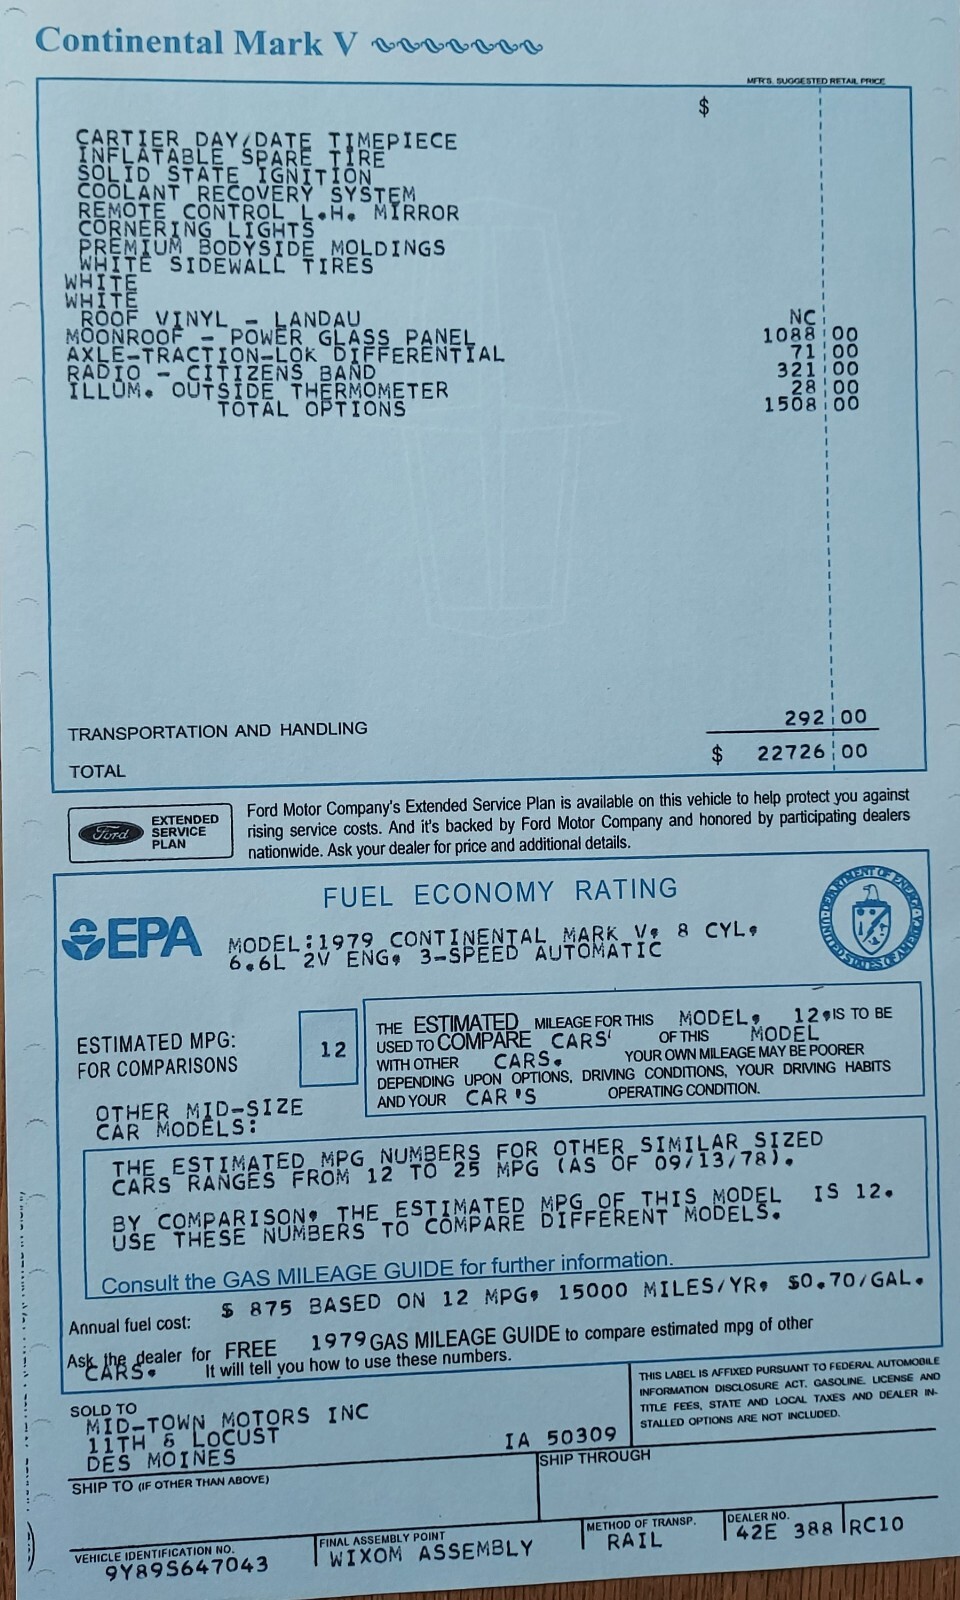 Continental Mark V
MFR'S. SUGGESTED RETAIL PRICE
$
CARTIER DAY/DATE TIMEPIECE
INFLATABLE SPARE TIRE
SOLID STATE IGNITION
COOLANT RECOVERY SYSTEM
REMOTE CONTROL L.H. MIRROR
CORNERING LIGHTS
PREMIUM BODYSIDE MOLDINGS
WHITE SIDEWALL TIRES
WHITE
WHITE
ROOF VINYL - LANDAU NC
MOONROOF - POWER GLASS PANEL 1088 00
AXLE-TRACTION-LOK DIFFERENTIAL 71 00
RADIO - CITIZENS BAND 321 00
ILLUM. OUTSIDE THERMOMETER 28 00
TOTAL OPTIONS 1508 00
TRANSPORTATION AND HANDLING 292 00
TOTAL $ 22726 00
Ford EXTENDED SERVICE PLAN
Ford Motor Company's Extended Service Plan is available on this vehicle to help protect you against
rising service costs. And it's backed by Ford Motor Company and honored by participating dealers
nationwide. Ask your dealer for price and additional details.
FUEL ECONOMY RATING
EPA
DEPARTMENT OF ENERGY
UNITED STATES OF AMERICA
MODEL:1979 CONTINENTAL MARK V, 8 CYL,
6.6L 2V ENG, 3-SPEED AUTOMATIC
ESTIMATED MPG:
FOR COMPARISONS
12
THE ESTIMATED MILEAGE FOR THIS MODEL, 12,IS TO BE
USED TO COMPARE CARS' OF THIS MODEL
WITH OTHER CARS. YOUR OWN MILEAGE MAY BE POORER
DEPENDING UPON OPTIONS, DRIVING CONDITIONS, YOUR DRIVING HABITS
AND YOUR CAR'S OPERATING CONDITION.
OTHER MID-SIZE
CAR MODELS:
THE ESTIMATED MPG NUMBERS FOR OTHER SIMILAR SIZED
CARS RANGES FROM 12 TO 25 MPG (AS OF 09/13/78).
BY COMPARISON, THE ESTIMATED MPG OF THIS MODEL IS 12.
USE THESE NUMBERS TO COMPARE DIFFERENT MODELS.
Consult the GAS MILEAGE GUIDE for further information.
Annual fuel cost: $ 875 BASED ON 12 MPG, 15000 MILES/YR, $0.70/GAL.
Ask the dealer for FREE 1979 GAS MILEAGE GUIDE to compare estimated mpg of other
CARS. It will tell you how to use these numbers.
THIS LABEL IS AFFIXED PURSUANT TO FEDERAL AUTOMOBILE
INFORMATION DISCLOSURE ACT. GASOLINE, LICENSE AND
TITLE FEES, STATE AND LOCAL TAXES AND DEALER IN-
STALLED OPTIONS ARE NOT INCLUDED.
SOLD TO
MID-TOWN MOTORS INC
11TH & LOCUST
DES MOINES IA 50309
SHIP TO (IF OTHER THAN ABOVE)
SHIP THROUGH
VEHICLE IDENTIFICATION NO.
9Y89S647043
FINAL ASSEMBLY POINT
WIXOM ASSEMBLY
METHOD OF TRANSP.
RAIL
DEALER NO.
42E 388
RC10